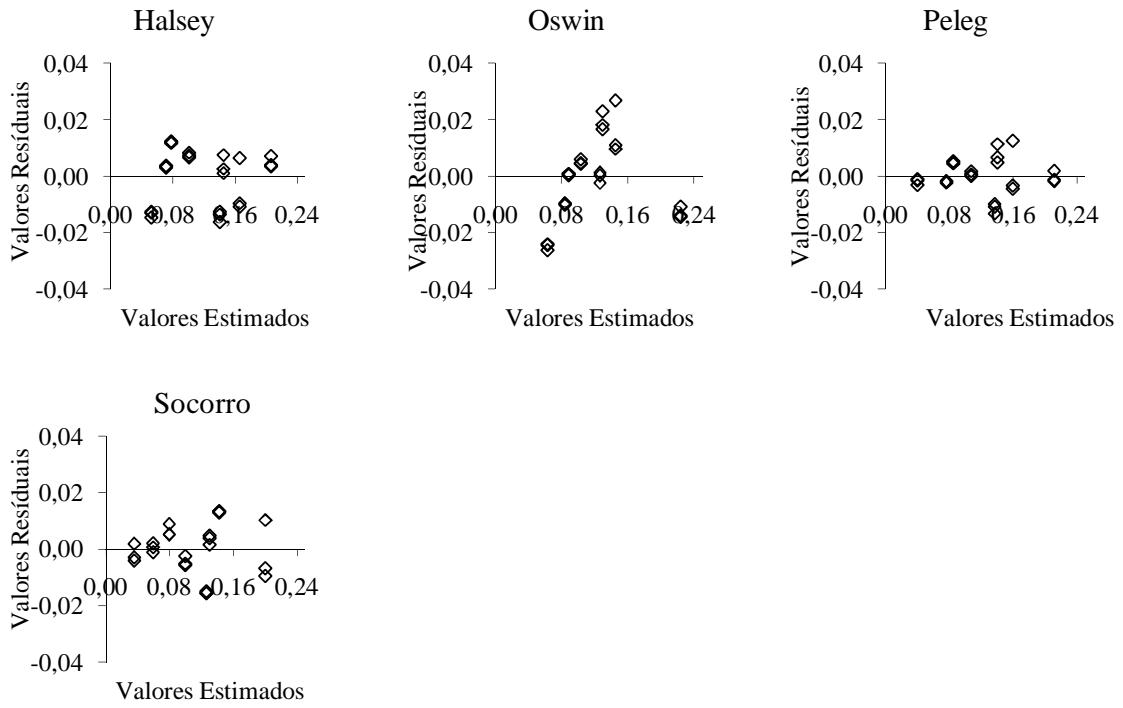 Halsey
0,04
0,02
0,00
-0,02
-0,04
0,00 0,08 0,16 0,24
Valores Resíduais
Valores Estimados
Oswin
0,04
0,02
0,00
-0,02
-0,04
0,00 0,08 0,16 0,24
Valores Resíduais
Valores Estimados
Peleg
0,04
0,02
0,00
-0,02
-0,04
0,00 0,08 0,16 0,24
Valores Resíduais
Valores Estimados
Socorro
0,04
0,02
0,00
-0,02
-0,04
0,00 0,08 0,16 0,24
Valores Resíduais
Valores Estimados